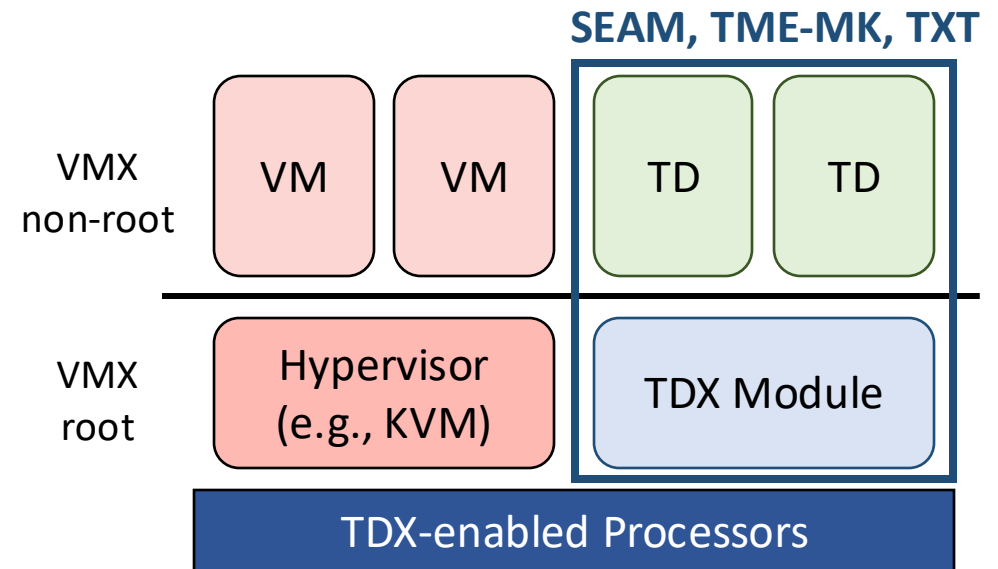 SEAM, TME-MK, TXT
VMX
non-root
VM
VM
TD
TD
VMX
root
Hypervisor
(e.g., KVM)
TDX Module
TDX-enabled Processors